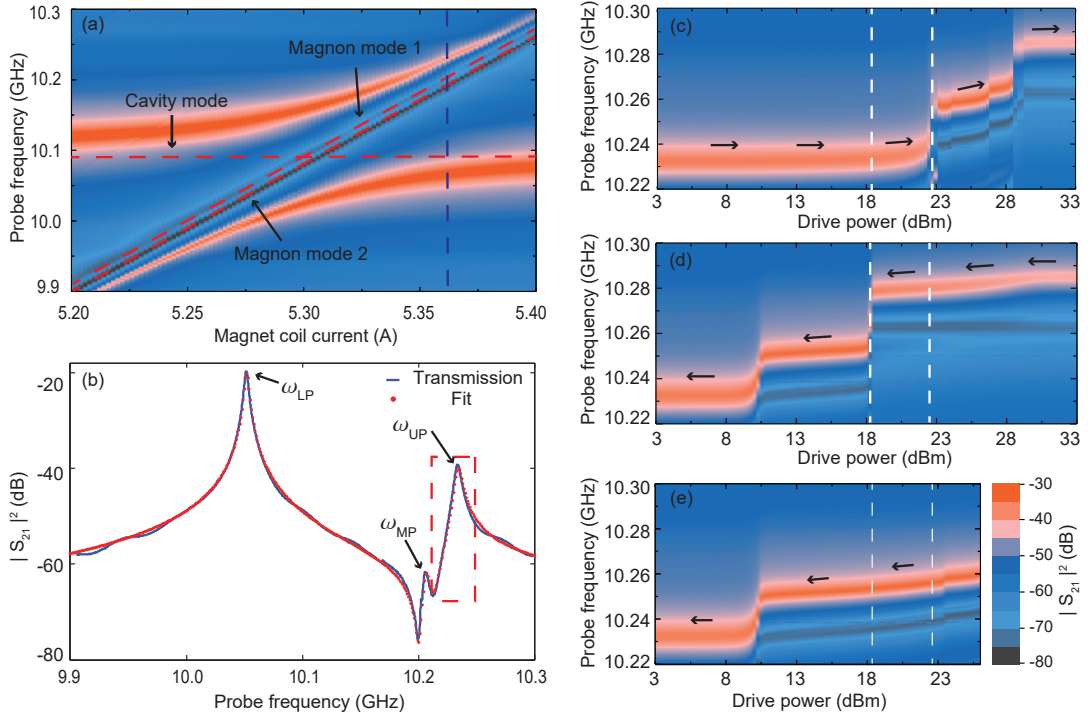 (a)
Probe frequency (GHz)
10.3
10.2
10.1
10.0
9.9
Magnon mode 1
Cavity mode
Magnon mode 2
5.20
5.25
5.30
5.35
5.40
Magnet coil current (A)
(b)
| S21 |² (dB)
-20
-40
-60
-80
ωLP
Transmission
Fit
ωUP
ωMP
9.9
10.0
10.1
10.2
10.3
Probe frequency (GHz)
(c)
Probe frequency (GHz)
10.30
10.28
10.26
10.24
10.22
3
8
13
18
23
28
33
Drive power (dBm)
(d)
Probe frequency (GHz)
10.30
10.28
10.26
10.24
10.22
3
8
13
18
23
28
33
Drive power (dBm)
(e)
Probe frequency (GHz)
10.30
10.28
10.26
10.24
10.22
3
8
13
18
23
Drive power (dBm)
-30
-40
-50
-60
-70
-80
| S21 |² (dB)